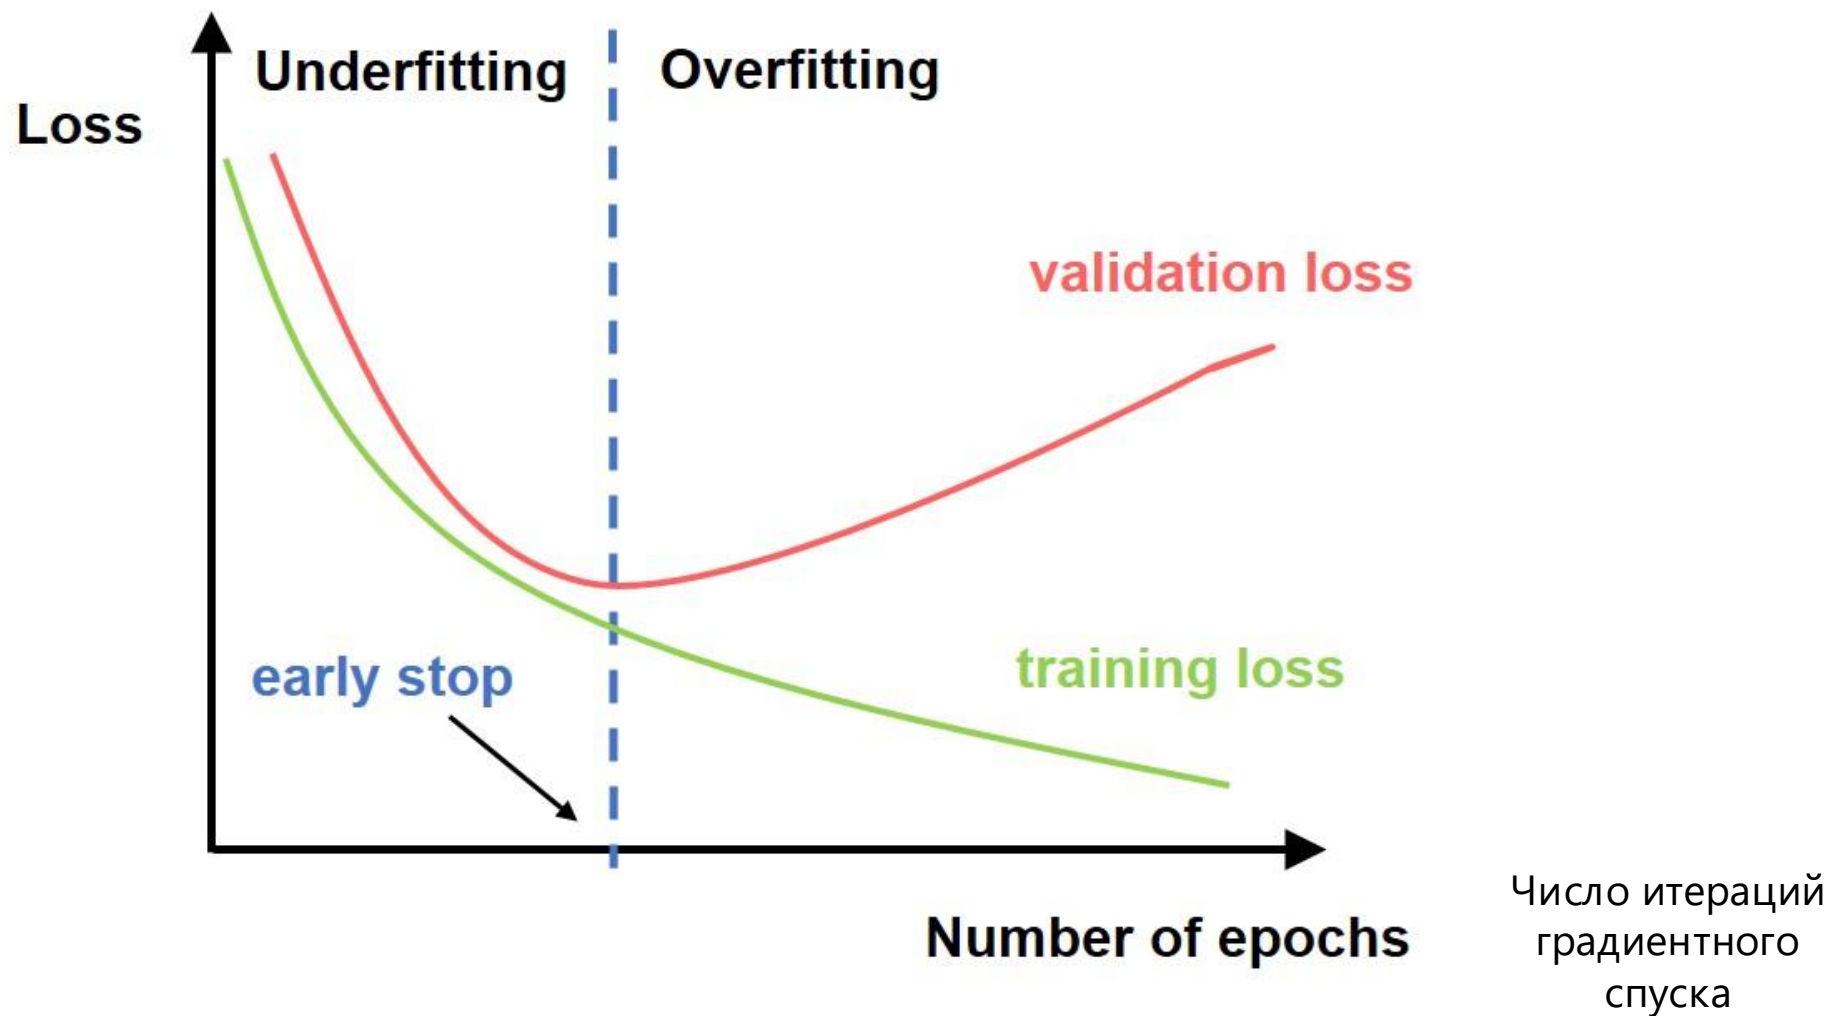 Underfitting
Overfitting
Loss
validation loss
early stop
training loss
Number of epochs
Число итераций
градиентного
спуска